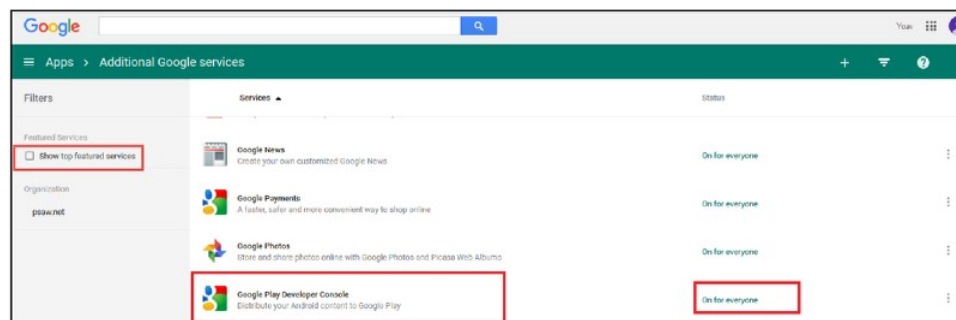 Google
Apps > Additional Google services
Filters
Services
Status
Featured Services
Show top featured services
Google News
Create your own customized Google News
On for everyone
Organization
psaw.net
Google Payments
A faster, safer and more convenient way to shop online
On for everyone
Google Photos
Store and share photos online with Google Photos and Picasa Web Albums
On for everyone
Google Play Developer Console
Distribute your Android content to Google Play
On for everyone